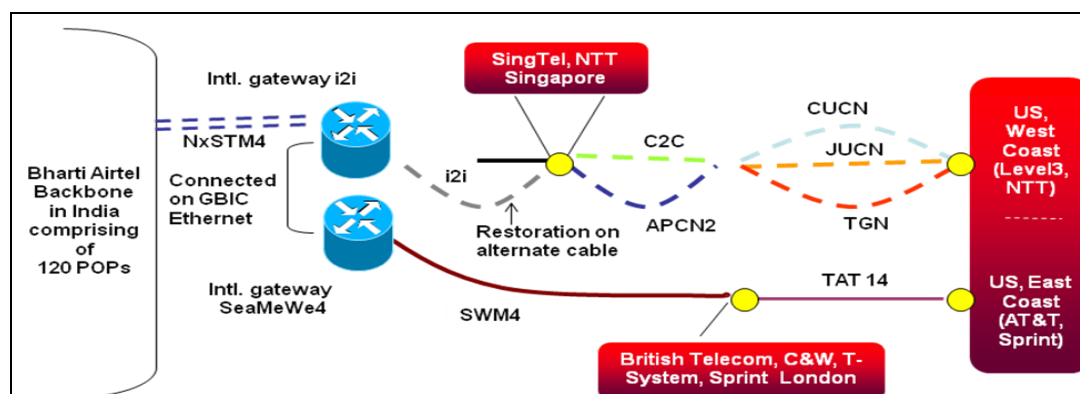 Bharti Airtel
Backbone
in India
comprising
of
120 POPs
Intl. gateway i2i
NxSTM4
Connected
on GBIC
Ethernet
Intl. gateway
SeaMeWe4
SingTel, NTT
Singapore
i2i
Restoration on
alternate cable
C2C
APCN2
CUCN
JUCN
TGN
SWM4
TAT 14
British Telecom, C&W, T-
System, Sprint London
US,
West
Coast
(Level3,
NTT)
US, East
Coast
(AT&T,
Sprint)